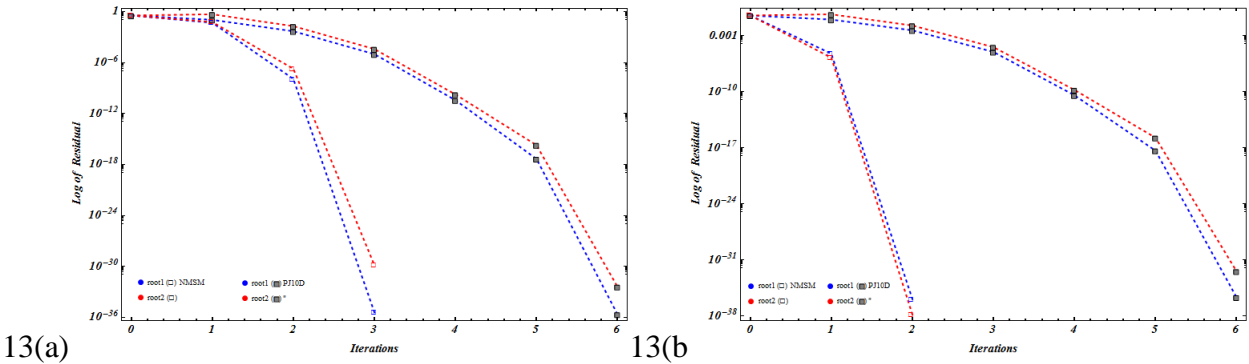 1
10^-6
10^-12
10^-18
10^-24
10^-30
10^-36
Log of Residual
root1 (□) NMSM
root2 (□)
root1 (■) PJ10D
root2 (■) "
0 1 2 3 4 5 6
Iterations
13(a)
0.001
10^-10
10^-17
10^-24
10^-31
10^-38
Log of Residual
root1 (□) NMSM
root2 (□)
root1 (■) PJ10D
root2 (■) "
0 1 2 3 4 5 6
Iterations
13(b